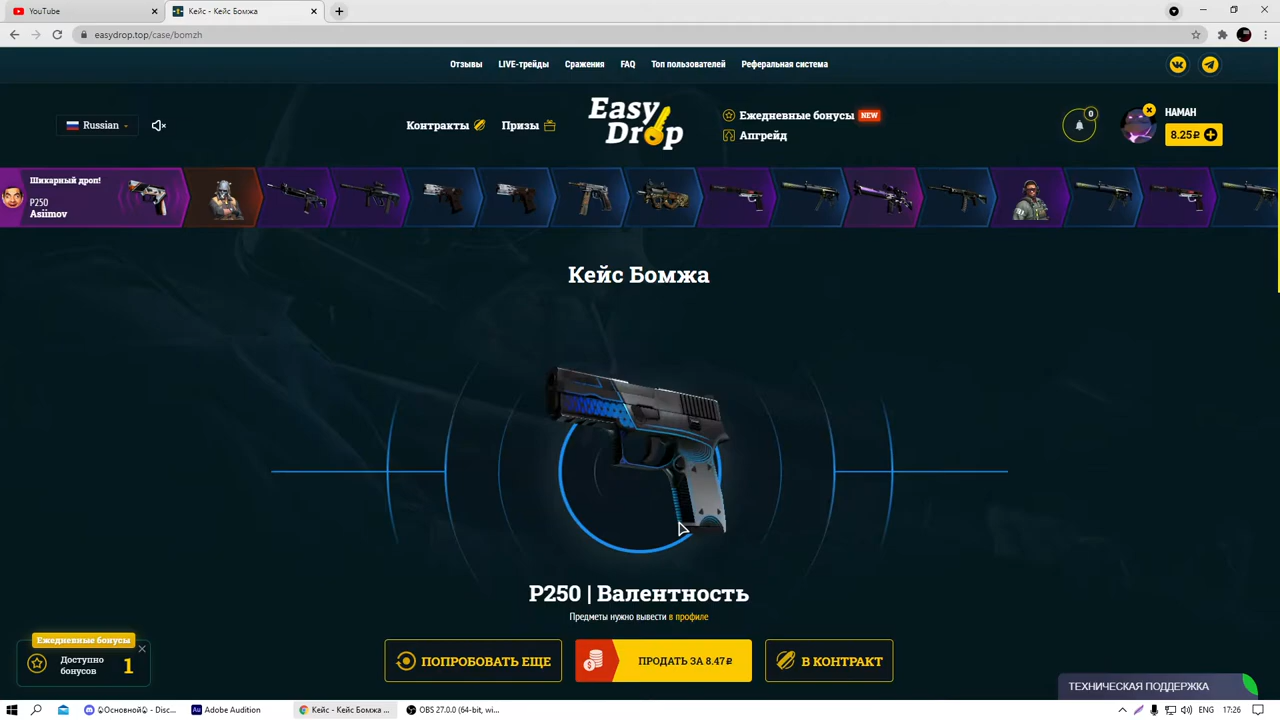 YouTube
Кейс - Кейс Бомжа
easydrop.top/case/bomzh
Отзывы
LIVE-трейды
Сражения
FAQ
Топ пользователей
Реферальная система
Russian
Контракты
Призы
Easy
Drop
Ежедневные бонусы NEW
Апгрейд
0
НАМАН
8.25₽
Шикарный дроп!
P250
Asiimov
Кейс Бомжа
P250 | Валентность
Предметы нужно вывести в профиле
ПОПРОБОВАТЬ ЕЩЕ
ПРОДАТЬ ЗА 8.47₽
В КОНТРАКТ
Ежедневные бонусы
Доступно
бонусов
1
ТЕХНИЧЕСКАЯ ПОДДЕРЖКА
Основной - Disc...
Adobe Audition
Кейс - Кейс Бомжа ...
OBS 27.0.0 (64-bit, wi...
ENG
17:26